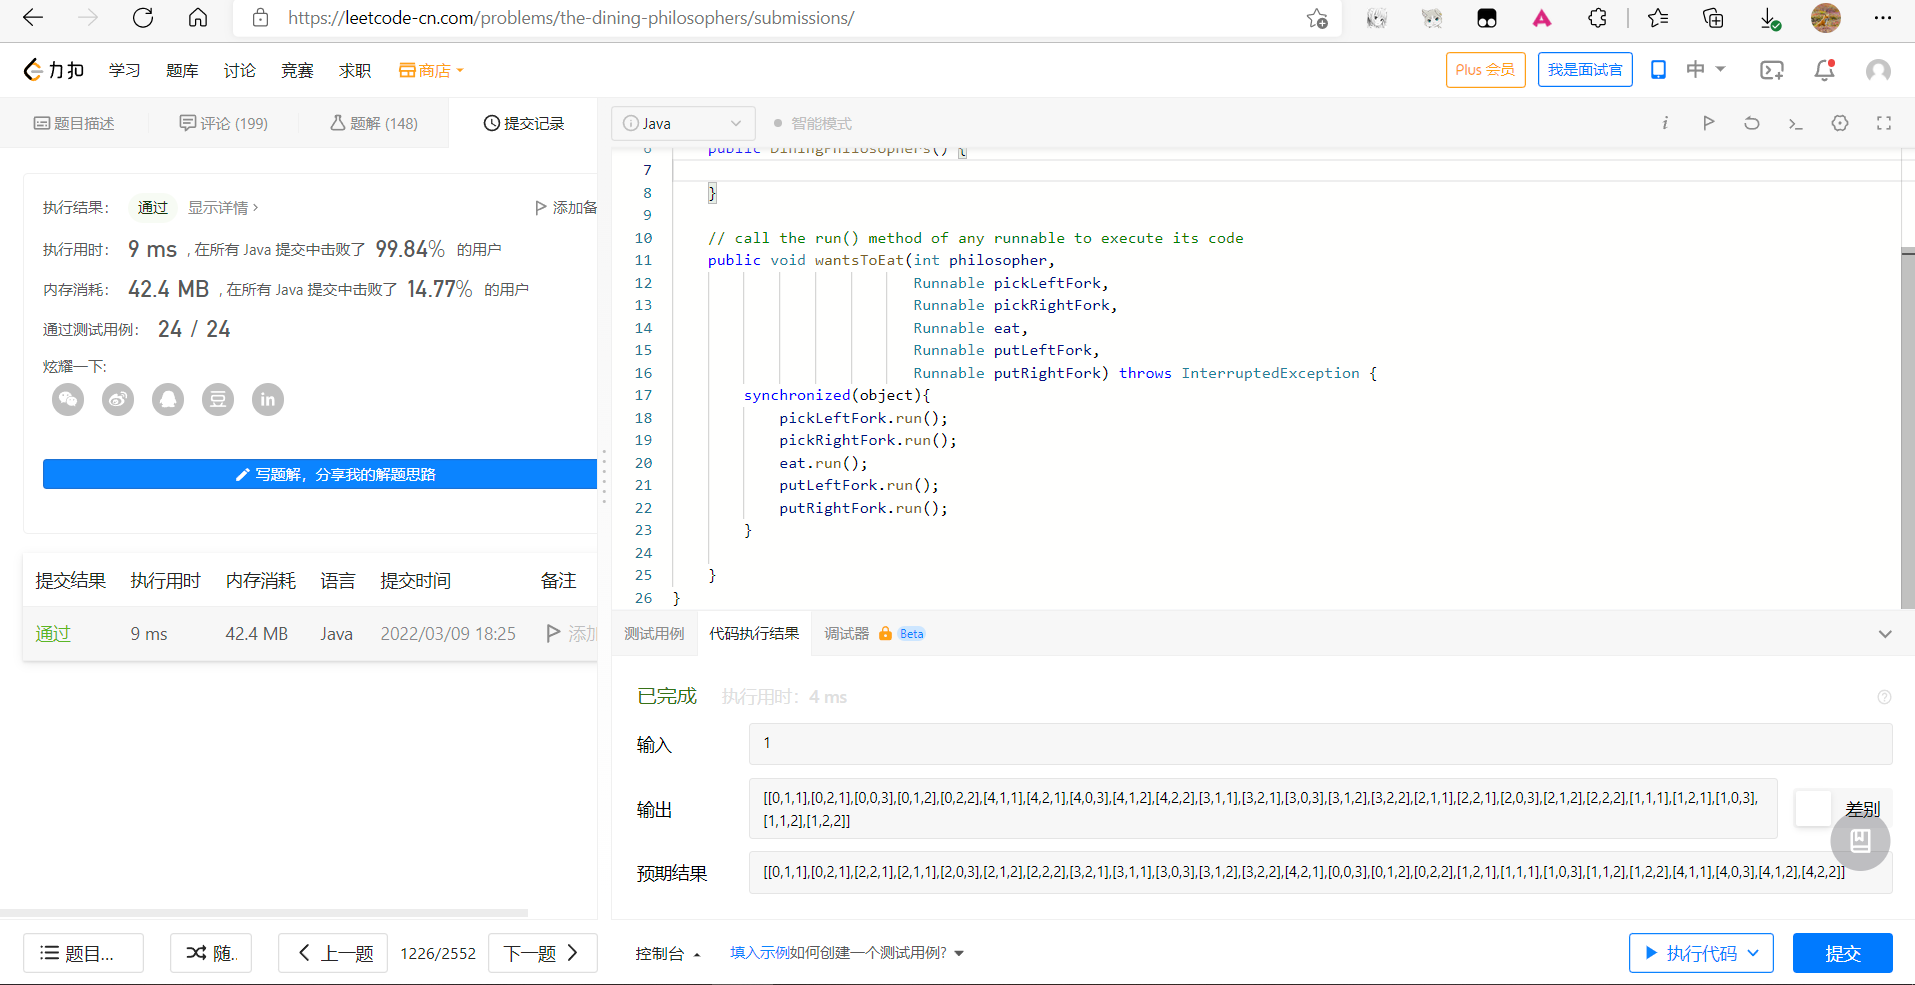 https://leetcode-cn.com/problems/the-dining-philosophers/submissions/
力扣 学习 题库 讨论 竞赛 求职 商店 Plus 会员 我是面试官 中
题目描述 评论 (199) 题解 (148) 提交记录
执行结果： 通过 显示详情 > 添加备
执行用时： 9 ms , 在所有 Java 提交中击败了 99.84% 的用户
内存消耗： 42.4 MB , 在所有 Java 提交中击败了 14.77% 的用户
通过测试用例： 24 / 24
炫耀一下:
写题解，分享我的解题思路
提交结果 执行用时 内存消耗 语言 提交时间 备注
通过 9 ms 42.4 MB Java 2022/03/09 18:25 添加
题目... 随.. 上一题 1226/2552 下一题
Java 智能模式
6 public DiningPhilosophers() {
7
8 }
9
10 // call the run() method of any runnable to execute its code
11 public void wantsToEat(int philosopher,
12 Runnable pickLeftFork,
13 Runnable pickRightFork,
14 Runnable eat,
15 Runnable putLeftFork,
16 Runnable putRightFork) throws InterruptedException {
17 synchronized(object){
18 pickLeftFork.run();
19 pickRightFork.run();
20 eat.run();
21 putLeftFork.run();
22 putRightFork.run();
23 }
24
25 }
26 }
测试用例 代码执行结果 调试器 Beta
已完成 执行用时：4 ms
输入 1
输出 [[0,1,1],[0,2,1],[0,0,3],[0,1,2],[0,2,2],[4,1,1],[4,2,1],[4,0,3],[4,1,2],[4,2,2],[3,1,1],[3,2,1],[3,0,3],[3,1,2],[3,2,2],[2,1,1],[2,2,1],[2,0,3],[2,1,2],[2,2,2],[1,1,1],[1,2,1],[1,0,3],
[1,1,2],[1,2,2]]
差别
预期结果 [[0,1,1],[0,2,1],[2,2,1],[2,1,1],[2,0,3],[2,1,2],[2,2,2],[3,2,1],[3,1,1],[3,0,3],[3,1,2],[3,2,2],[4,2,1],[0,0,3],[0,1,2],[0,2,2],[1,2,1],[1,1,1],[1,0,3],[1,1,2],[1,2,2],[4,1,1],[4,0,3],[4,1,2],[4,2,2]]
控制台 填入示例如何创建一个测试用例? 执行代码 提交